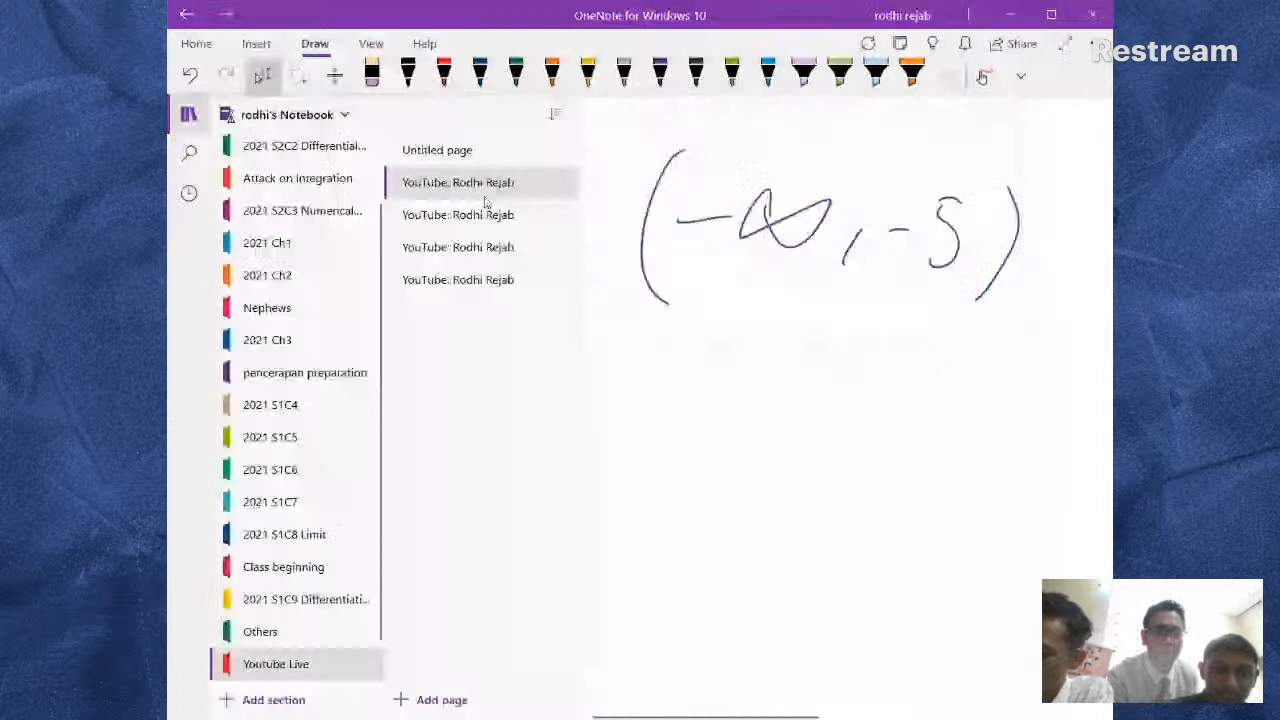 OneNote for Windows 10
rodhi rejab
Home Insert Draw View Help
Share
Restream
rodhi's Notebook
2021 S2C2 Differential...
Attack on Integration
2021 S2C3 Numerical...
2021 Ch1
2021 Ch2
Nephews
2021 Ch3
pencerapan preparation
2021 S1C4
2021 S1C5
2021 S1C6
2021 S1C7
2021 S1C8 Limit
Class beginning
2021 S1C9 Differentiati...
Others
Youtube Live
Add section
Untitled page
YouTube: Rodhi Rejab
YouTube: Rodhi Rejab
YouTube: Rodhi Rejab
YouTube: Rodhi Rejab
Add page
(-∞, -5)